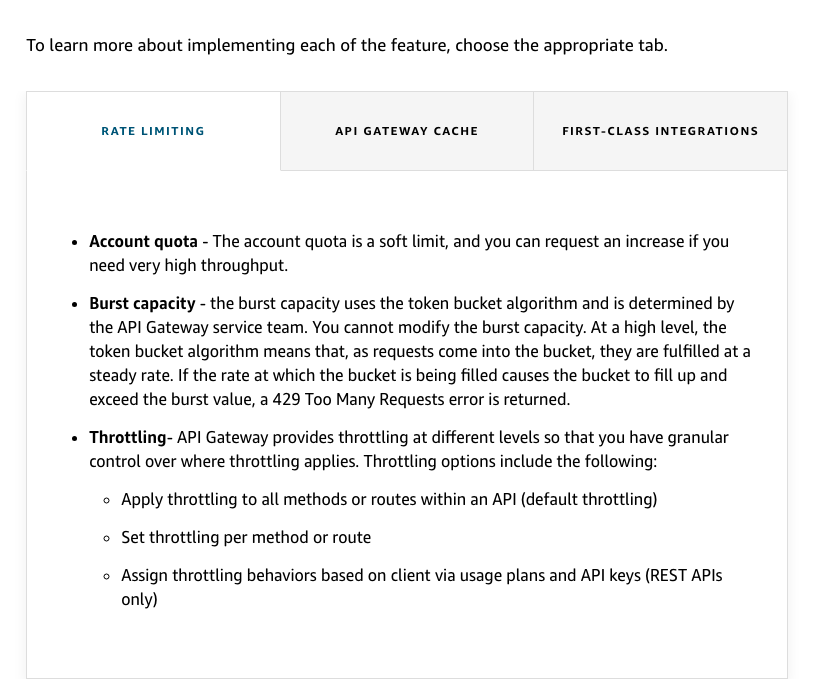 To learn more about implementing each of the feature, choose the appropriate tab.
RATE LIMITING
API GATEWAY CACHE
FIRST-CLASS INTEGRATIONS
• Account quota - The account quota is a soft limit, and you can request an increase if you
need very high throughput.
• Burst capacity - the burst capacity uses the token bucket algorithm and is determined by
the API Gateway service team. You cannot modify the burst capacity. At a high level, the
token bucket algorithm means that, as requests come into the bucket, they are fulfilled at a
steady rate. If the rate at which the bucket is being filled causes the bucket to fill up and
exceed the burst value, a 429 Too Many Requests error is returned.
• Throttling- API Gateway provides throttling at different levels so that you have granular
control over where throttling applies. Throttling options include the following:
◦ Apply throttling to all methods or routes within an API (default throttling)
◦ Set throttling per method or route
◦ Assign throttling behaviors based on client via usage plans and API keys (REST APIs
only)